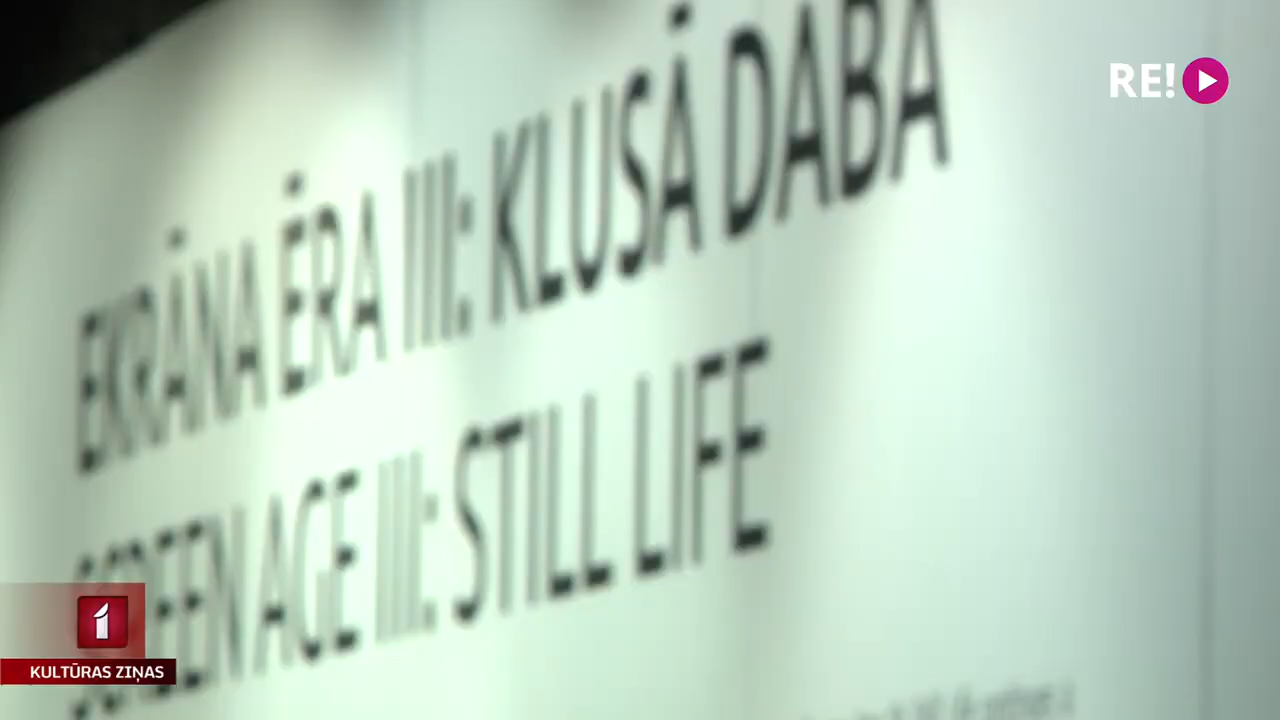 RE!
EKRĀNA ĒRA III: KLUSĀ DABA
SCREEN AGE III: STILL LIFE
1
KULTŪRAS ZIŅAS